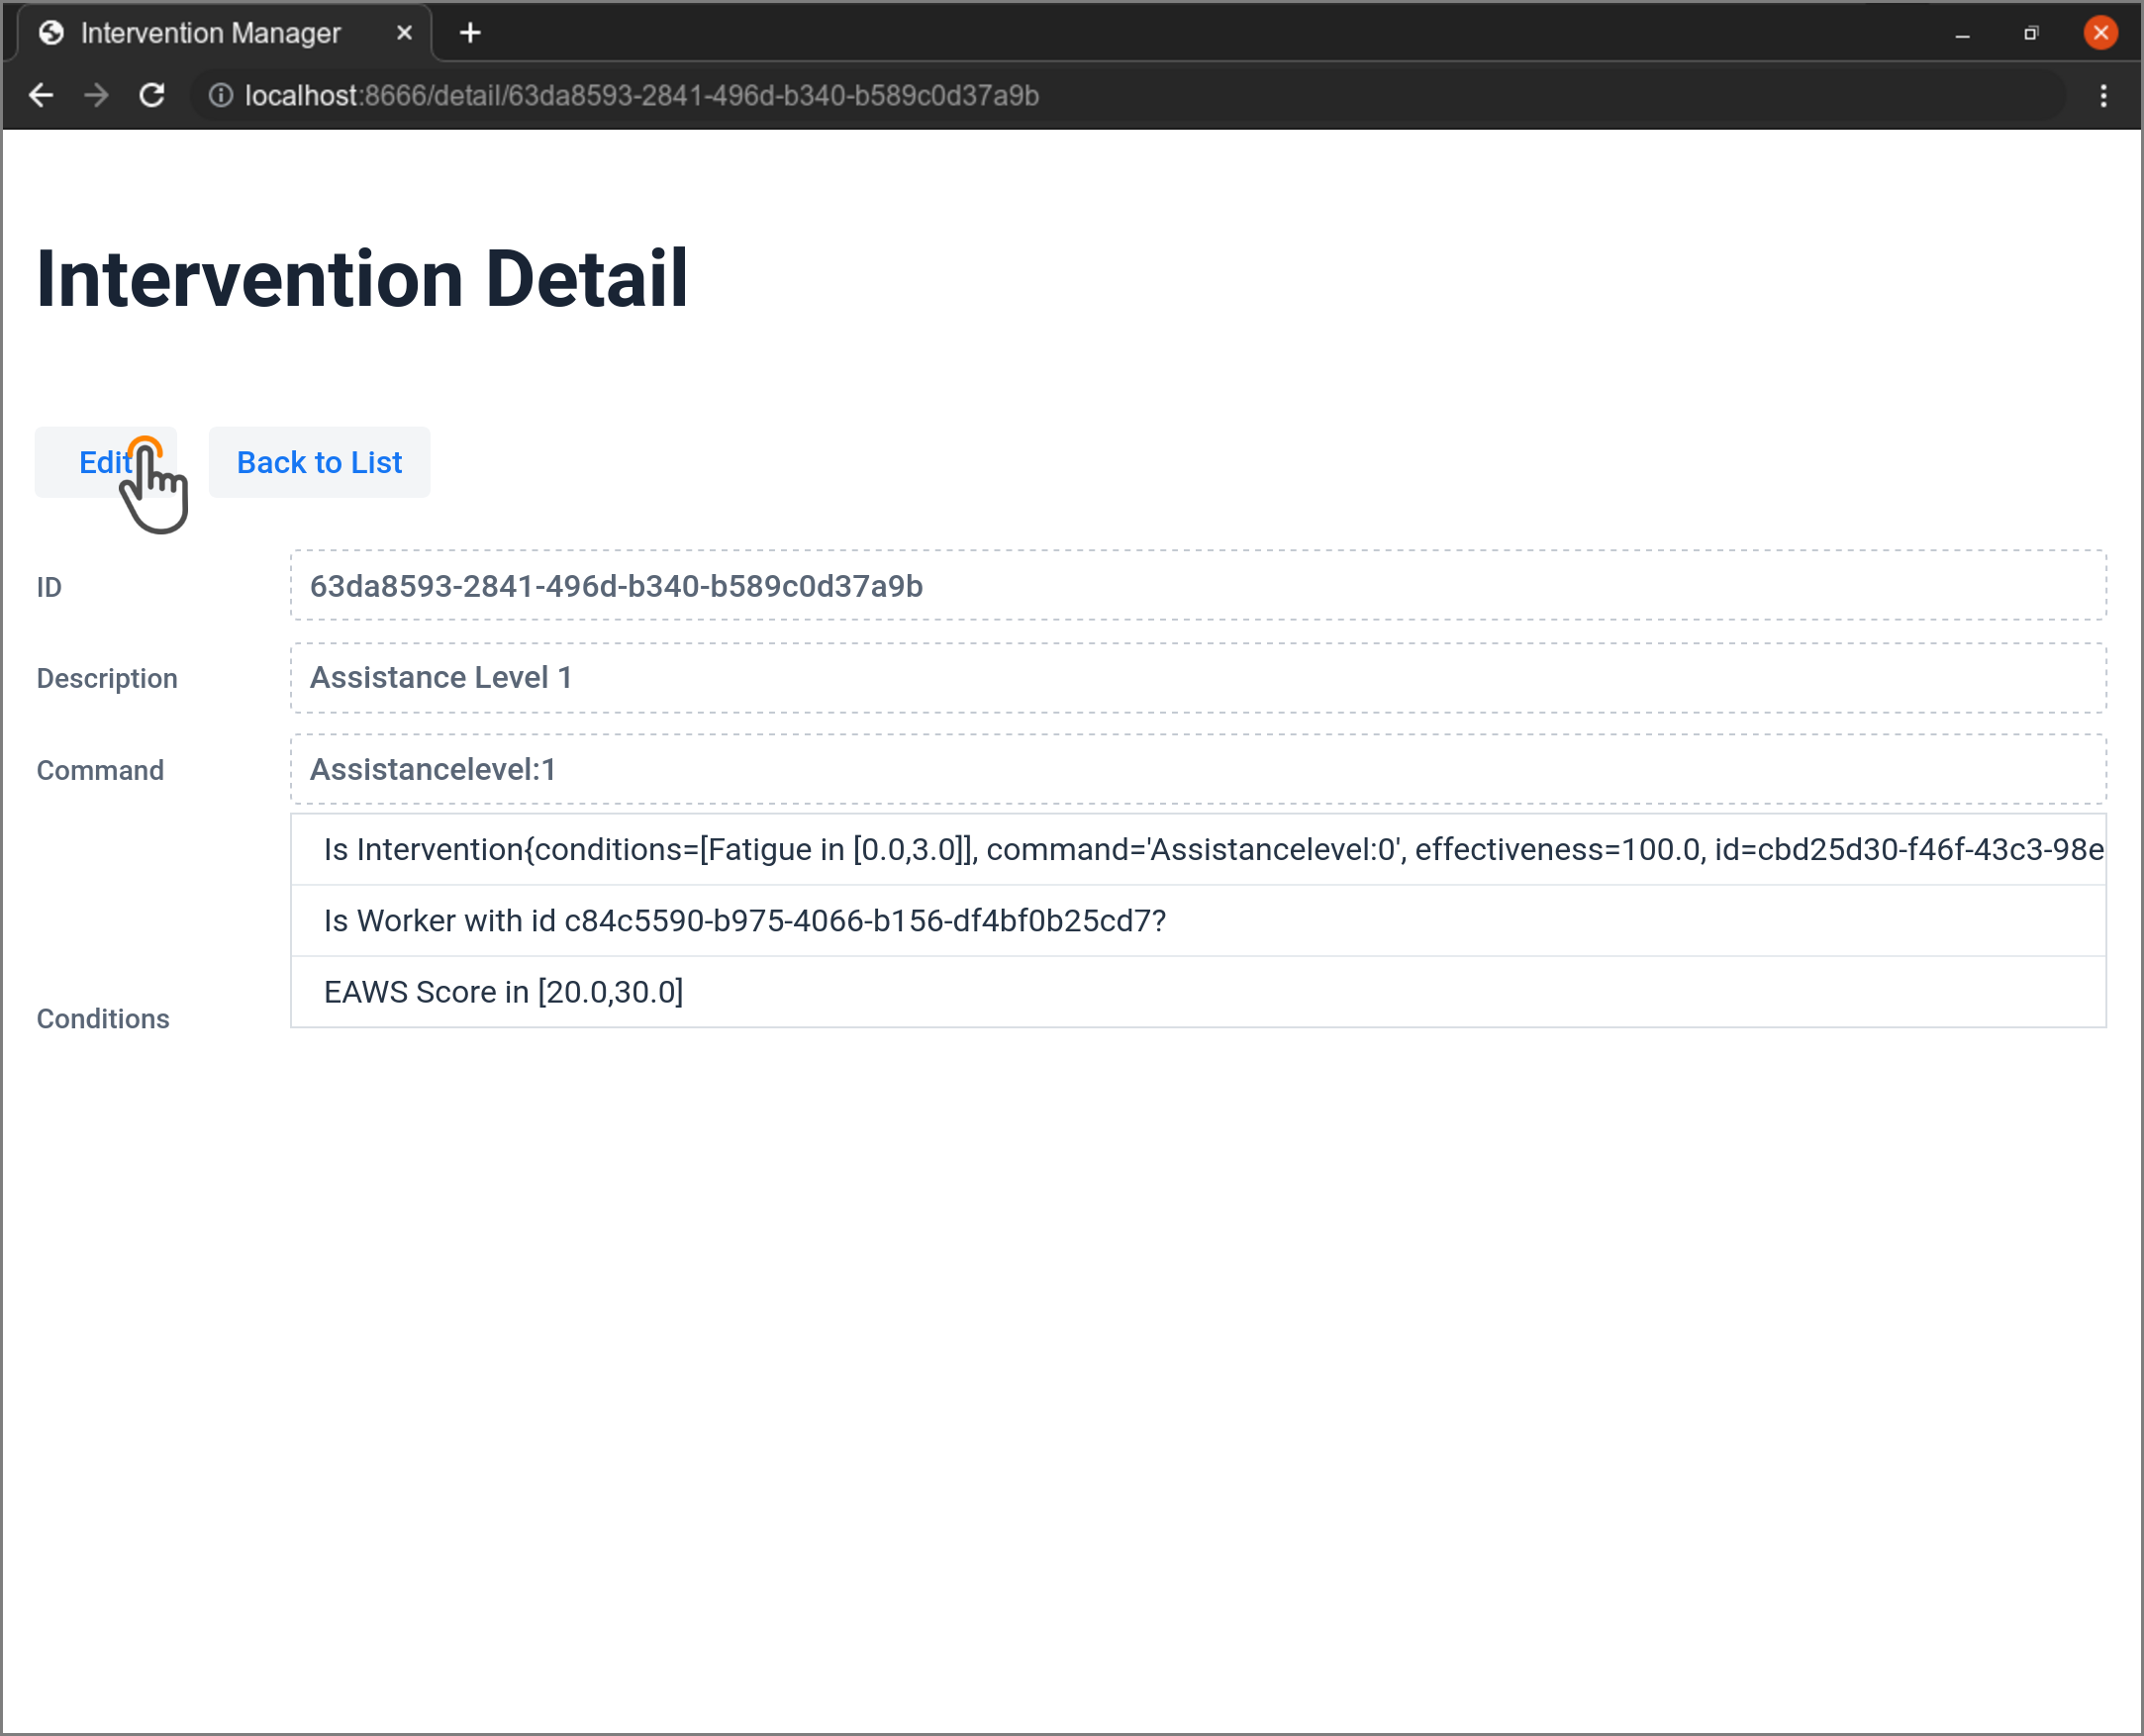 Intervention Manager
localhost:8666/detail/63da8593-2841-496d-b340-b589c0d37a9b
Intervention Detail
Edit
Back to List
ID
63da8593-2841-496d-b340-b589c0d37a9b
Description
Assistance Level 1
Command
Assistancelevel:1
Is Intervention{conditions=[Fatigue in [0.0,3.0]], command='Assistancelevel:0', effectiveness=100.0, id=cbd25d30-f46f-43c3-98e
Is Worker with id c84c5590-b975-4066-b156-df4bf0b25cd7?
EAWS Score in [20.0,30.0]
Conditions